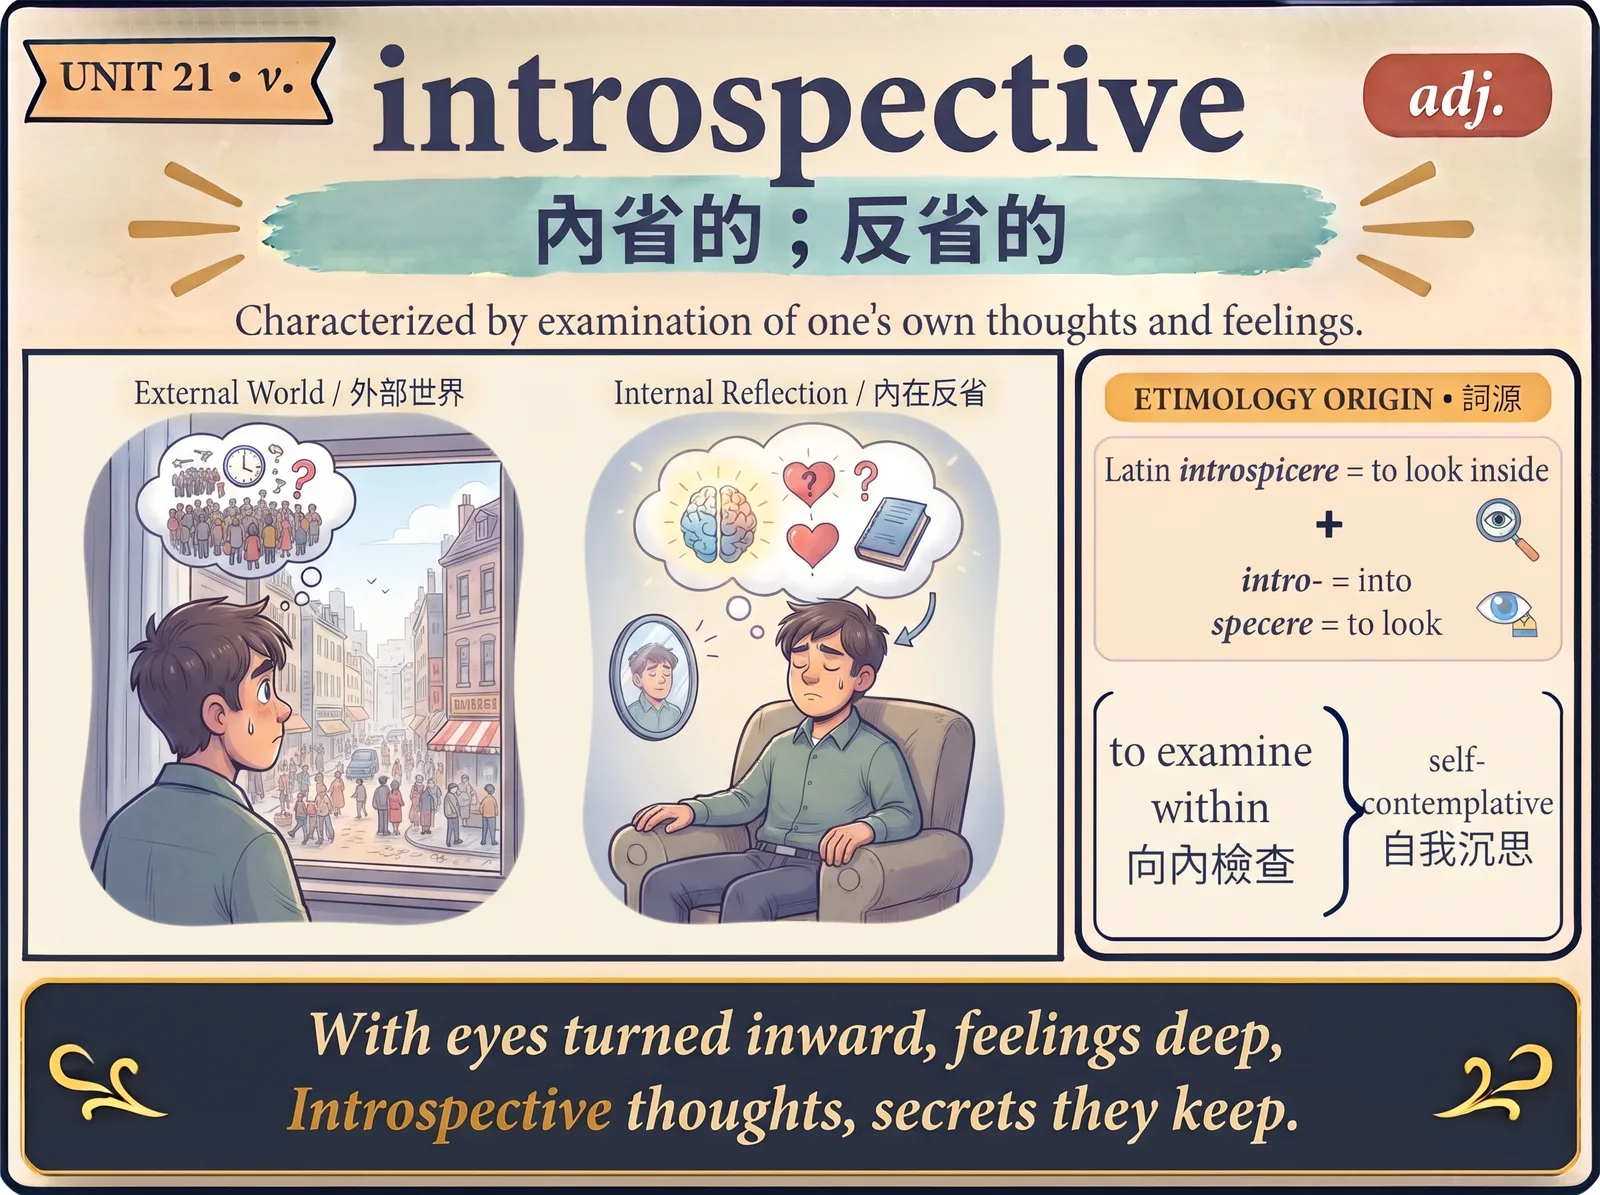 UNIT 21 • v.
introspective
adj.
內省的；反省的
Characterized by examination of one's own thoughts and feelings.
External World / 外部世界
Internal Reflection / 內在反省
ETIMOLOGY ORIGIN • 詞源
Latin introspicere = to look inside
+
intro- = into
specere = to look
to examine
within
向內檢查
self-
contemplative
自我沉思
With eyes turned inward, feelings deep,
Introspective thoughts, secrets they keep.